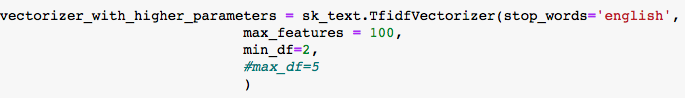 vectorizer_with_higher_parameters = sk_text.TfidfVectorizer(stop_words='english',
max_features = 100,
min_df=2,
#max_df=5
)